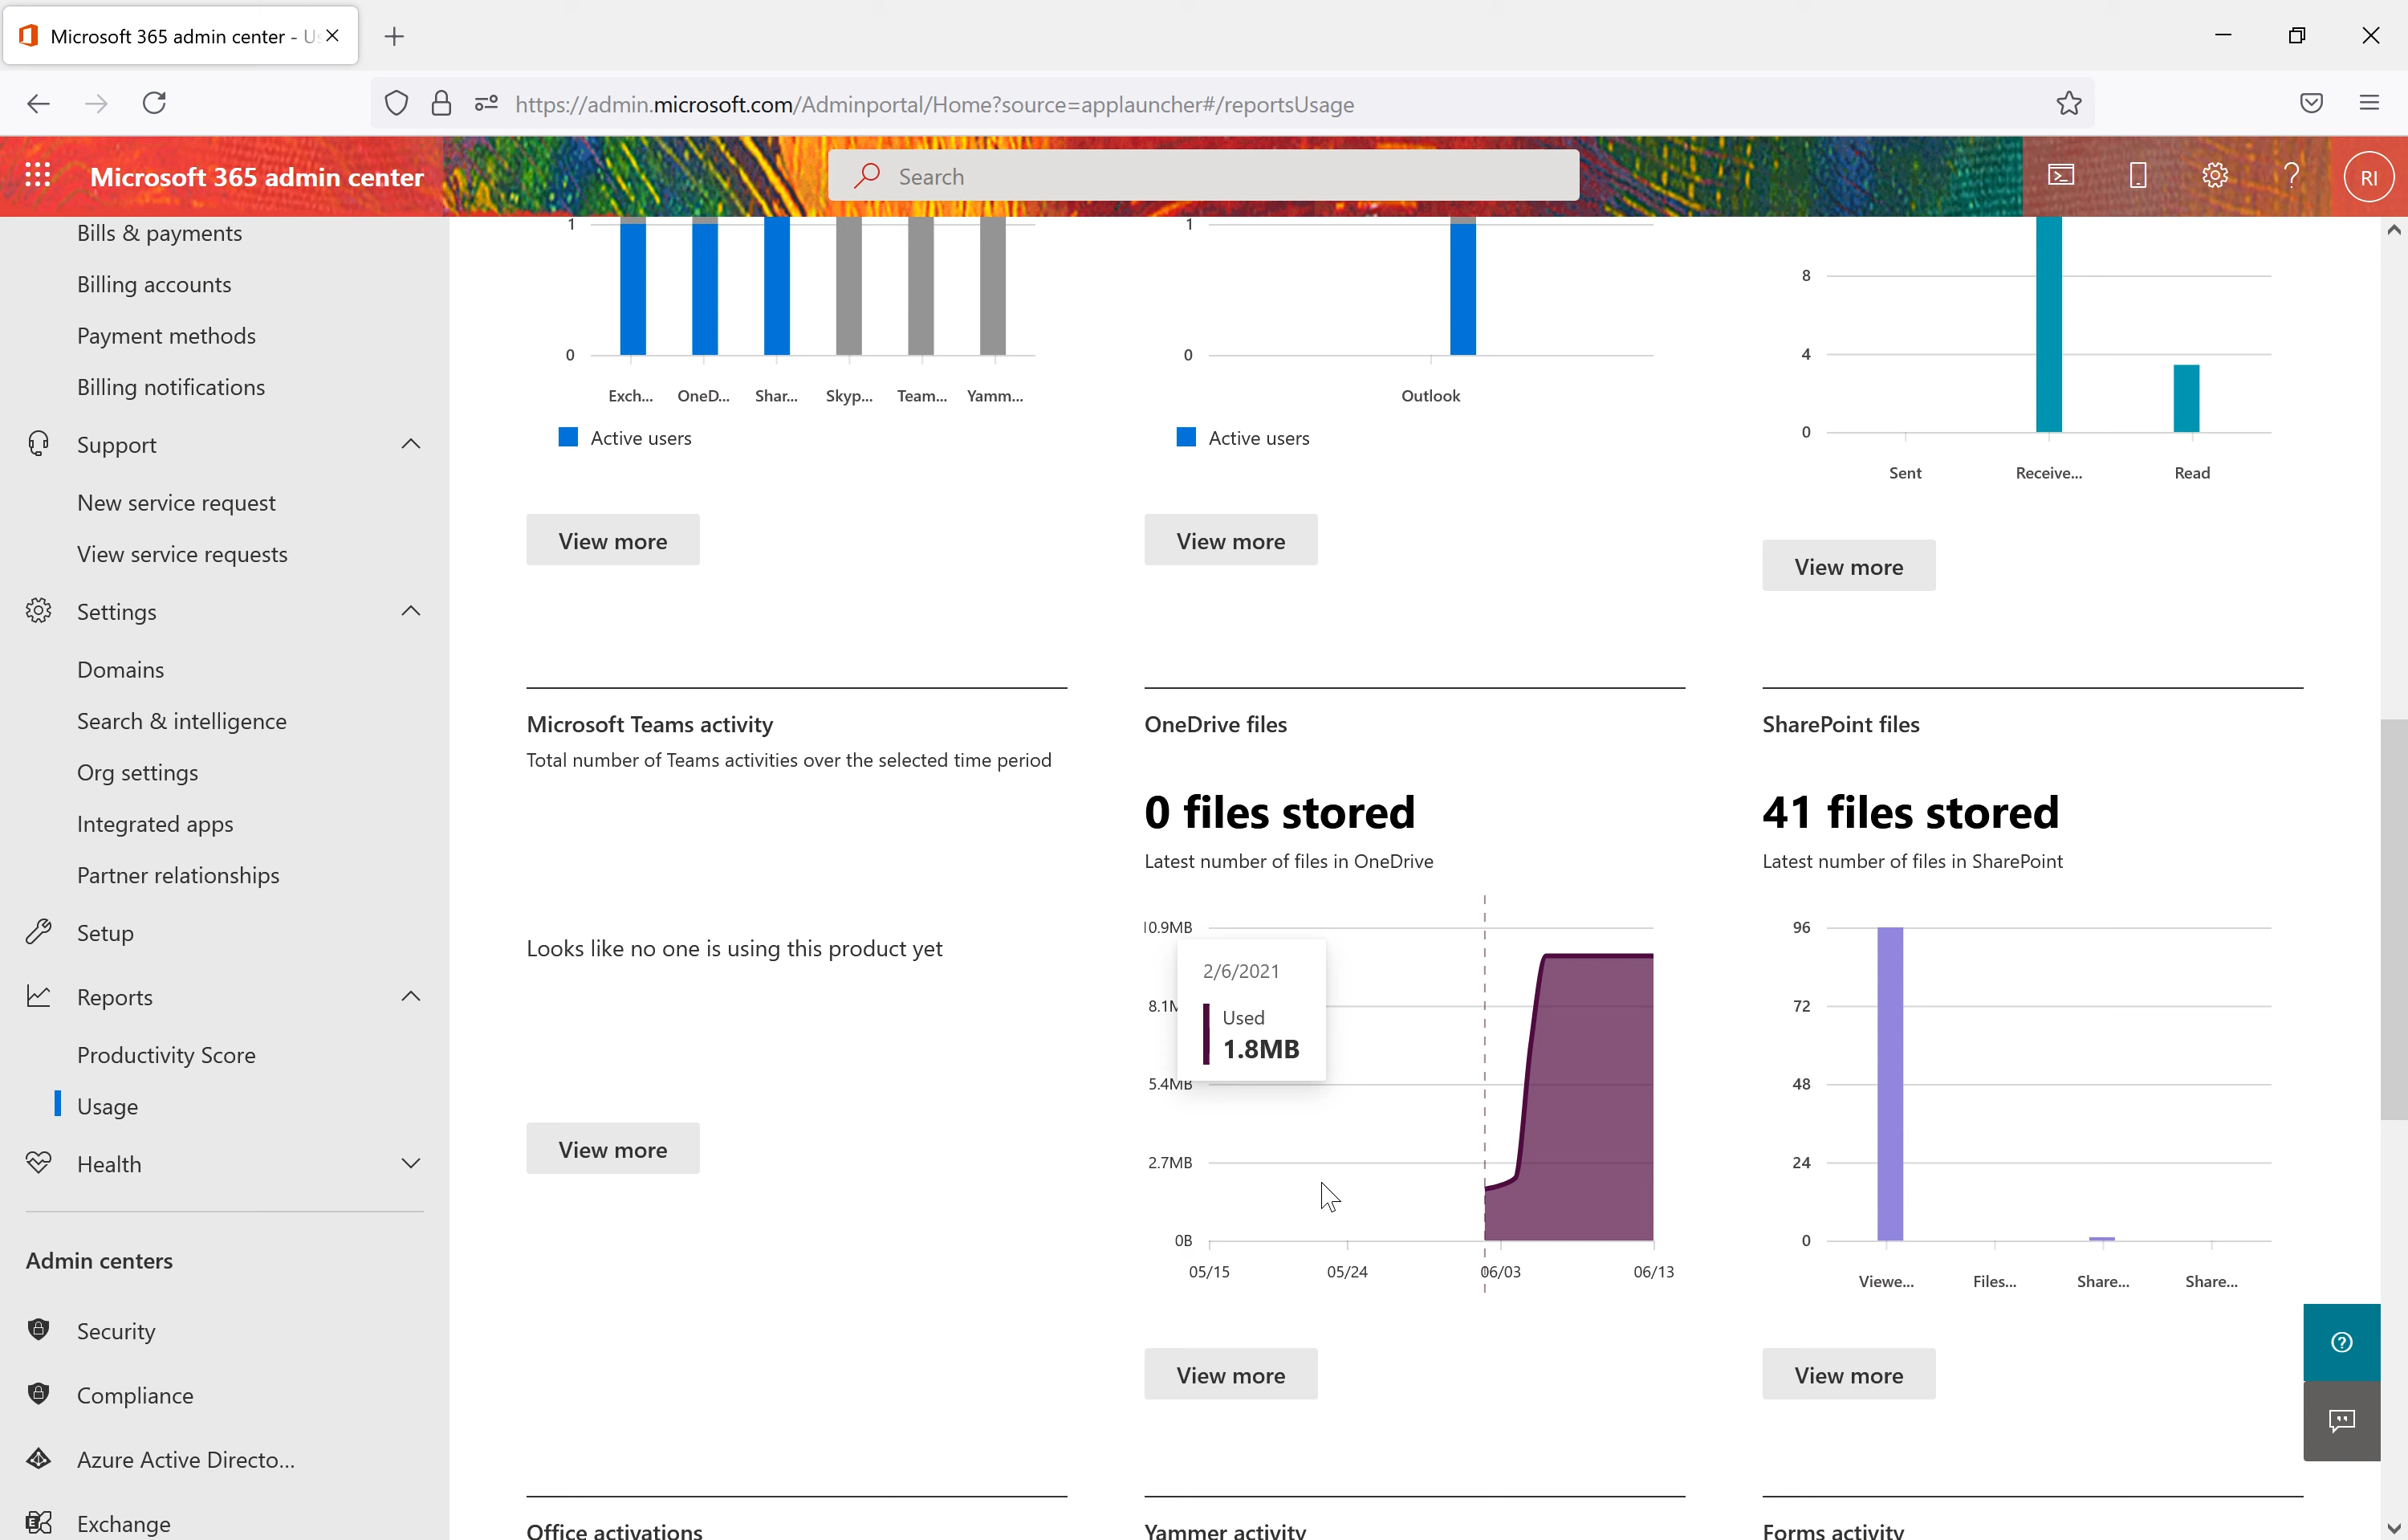 Microsoft 365 admin center - Us
https://admin.microsoft.com/Adminportal/Home?source=applauncher#/reportsUsage
Microsoft 365 admin center
Search
RI
Bills & payments
Billing accounts
Payment methods
Billing notifications
Support
New service request
View service requests
Settings
Domains
Search & intelligence
Org settings
Integrated apps
Partner relationships
Setup
Reports
Productivity Score
Usage
Health
Admin centers
Security
Compliance
Azure Active Directo...
Exchange
1
0
Exch... OneD... Shar... Skyp... Team... Yamm...
Active users
View more
1
0
Outlook
Active users
View more
8
4
0
Sent Receive... Read
View more
Microsoft Teams activity
Total number of Teams activities over the selected time period
Looks like no one is using this product yet
View more
OneDrive files
0 files stored
Latest number of files in OneDrive
10.9MB
2/6/2021
8.1M
Used
1.8MB
5.4MB
2.7MB
0B
05/15 05/24 06/03 06/13
View more
SharePoint files
41 files stored
Latest number of files in SharePoint
96
72
48
24
0
Viewe... Files... Share... Share...
View more
Office activations
Yammer activity
Forms activity